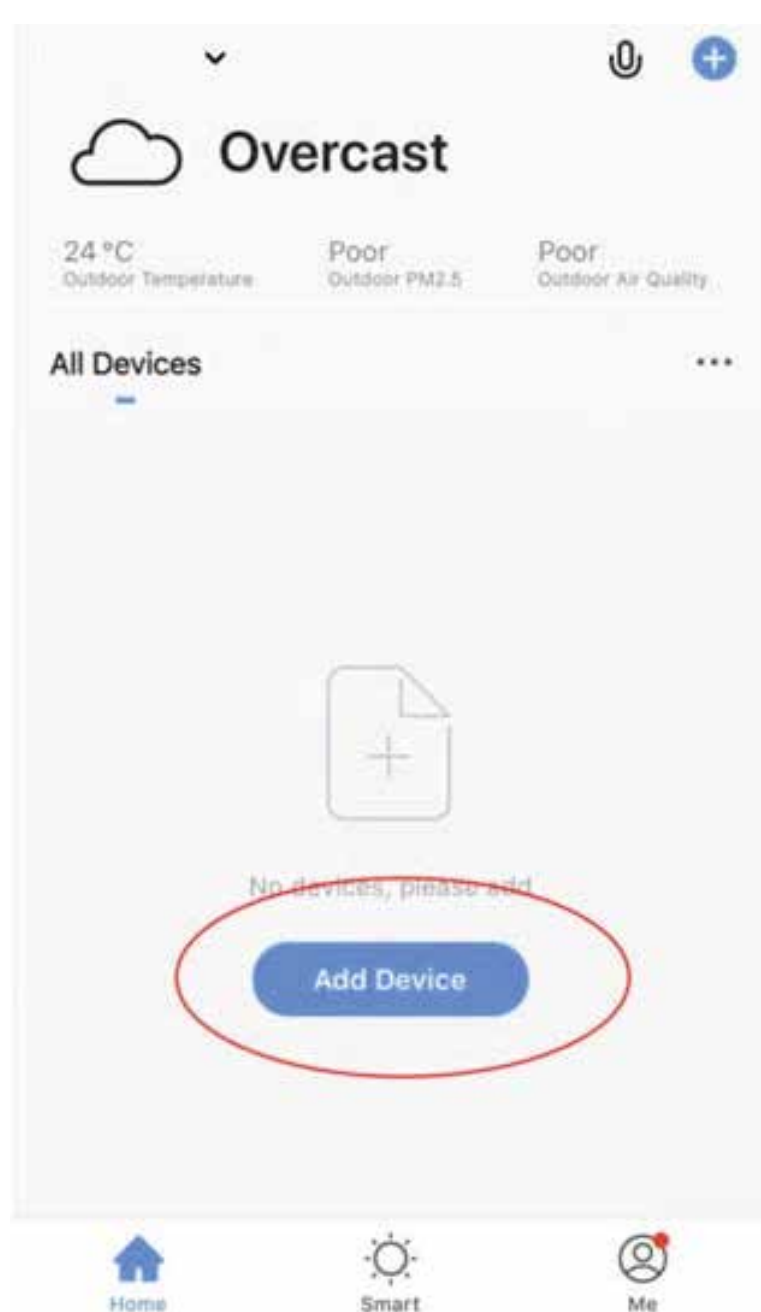 Overcast
24 °C Poor Poor
Outdoor Temperature Outdoor PM2.5 Outdoor Air Quality
All Devices
No devices, please add
Add Device
Home Smart Me